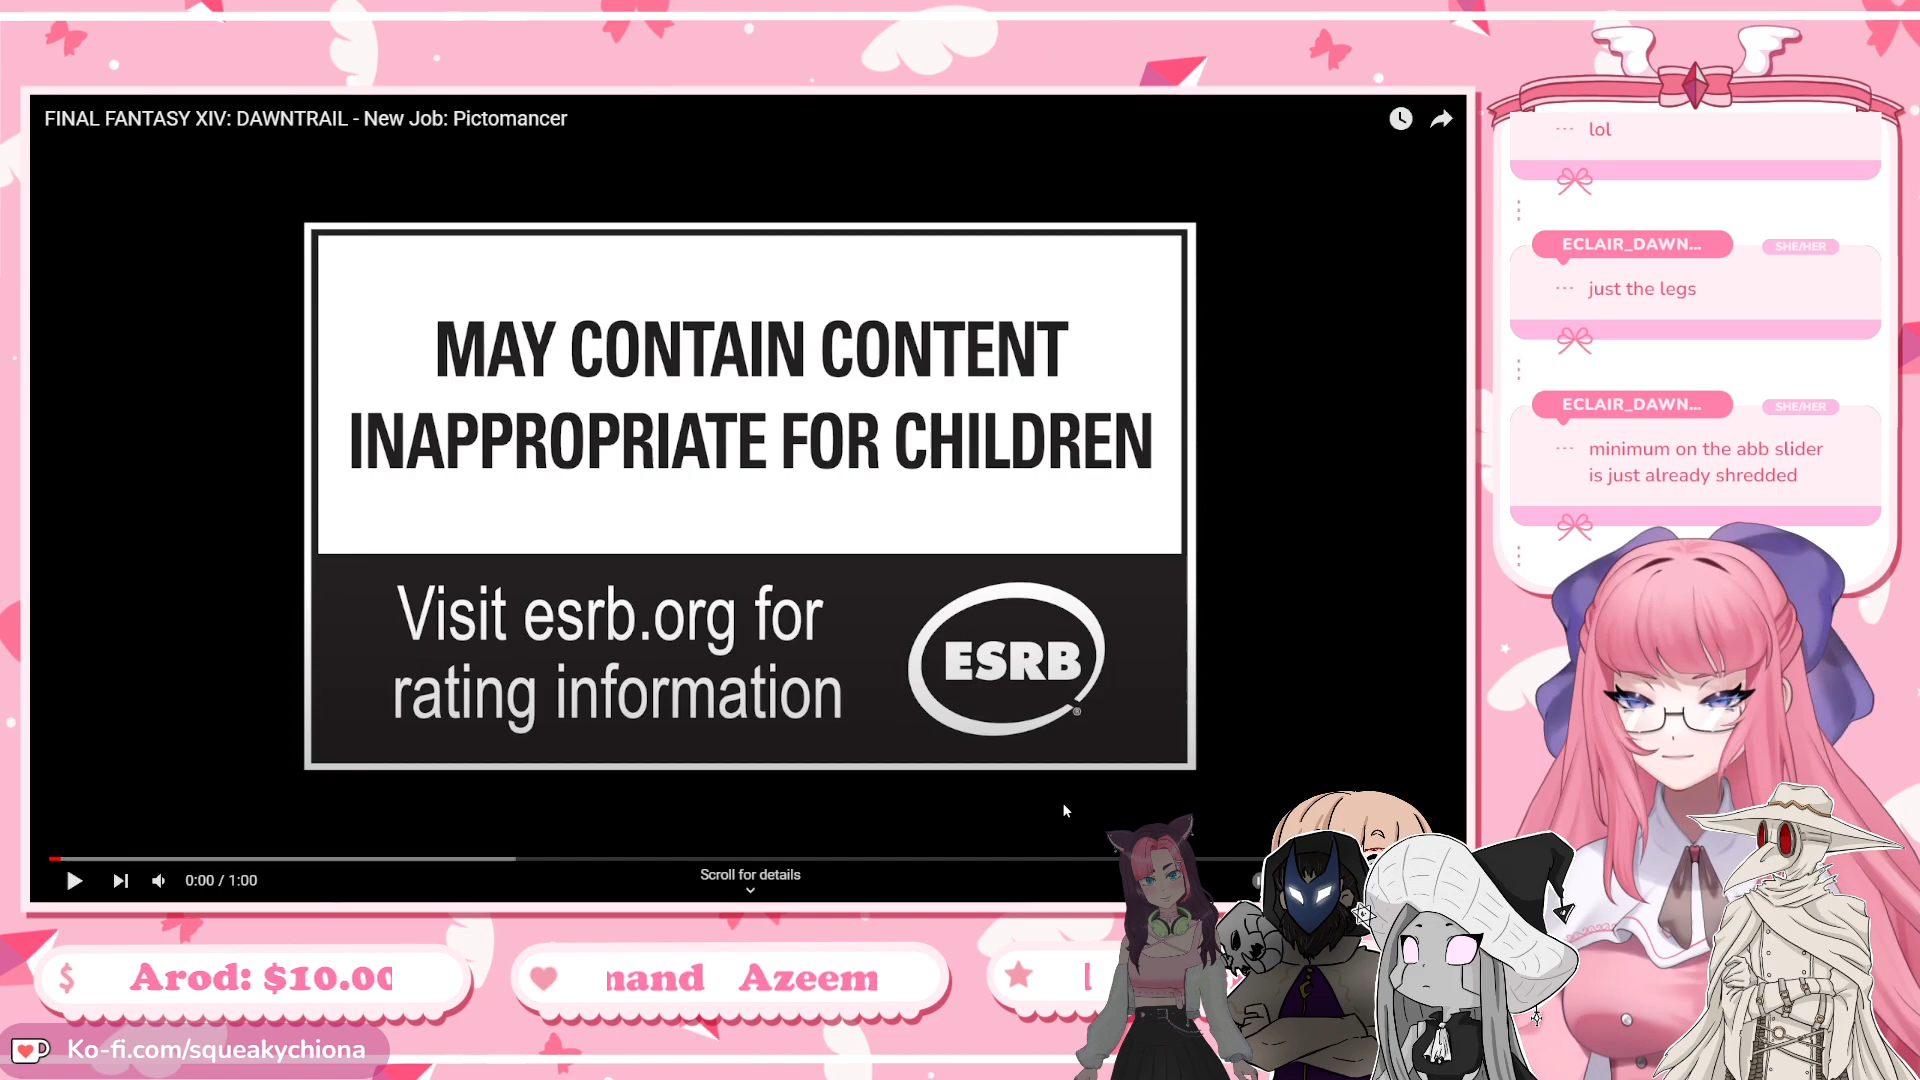 FINAL FANTASY XIV: DAWNTRAIL - New Job: Pictomancer
MAY CONTAIN CONTENT
INAPPROPRIATE FOR CHILDREN
Visit esrb.org for
rating information
ESRB
®
0:00 / 1:00
Scroll for details
lol
ECLAIR_DAWN...
SHE/HER
just the legs
ECLAIR_DAWN...
SHE/HER
minimum on the abb slider
is just already shredded
$
Arod: $10.00
Azeem
Ko-fi.com/squeakychiona